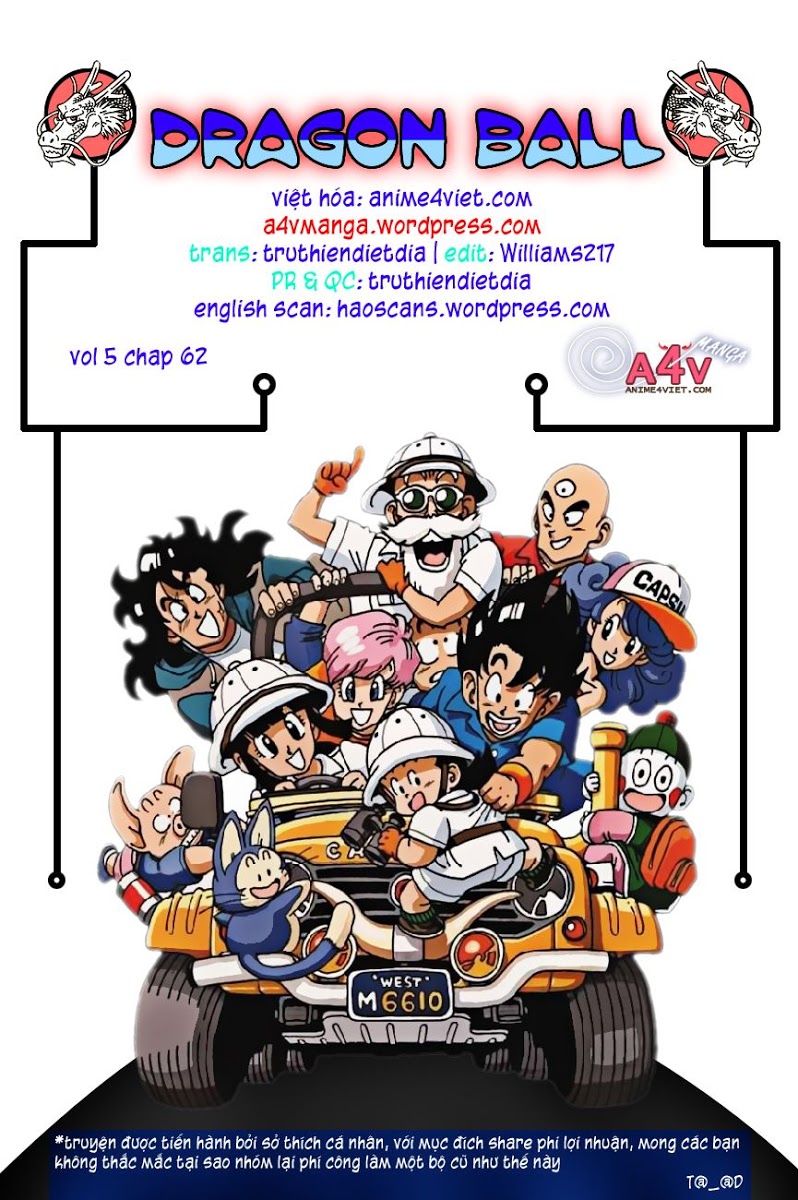 DRAGON BALL
việt hóa: anime4viet.com
a4vmanga.wordpress.com
trans: truthiendietdia | edit: Williams217
PR & QC: truthiendietdia
english scan: haoscans.wordpress.com
vol 5 chap 62
A4V MANGA
ANIME4VIET.COM
CAPSU
CA
"WEST"
M6610
*truyện được tiến hành bởi sở thích cá nhân, với mục đích share phi lợi nhuận, mong các bạn
không thắc mắc tại sao nhóm lại phí công làm một bộ cũ như thế này
T@_@D